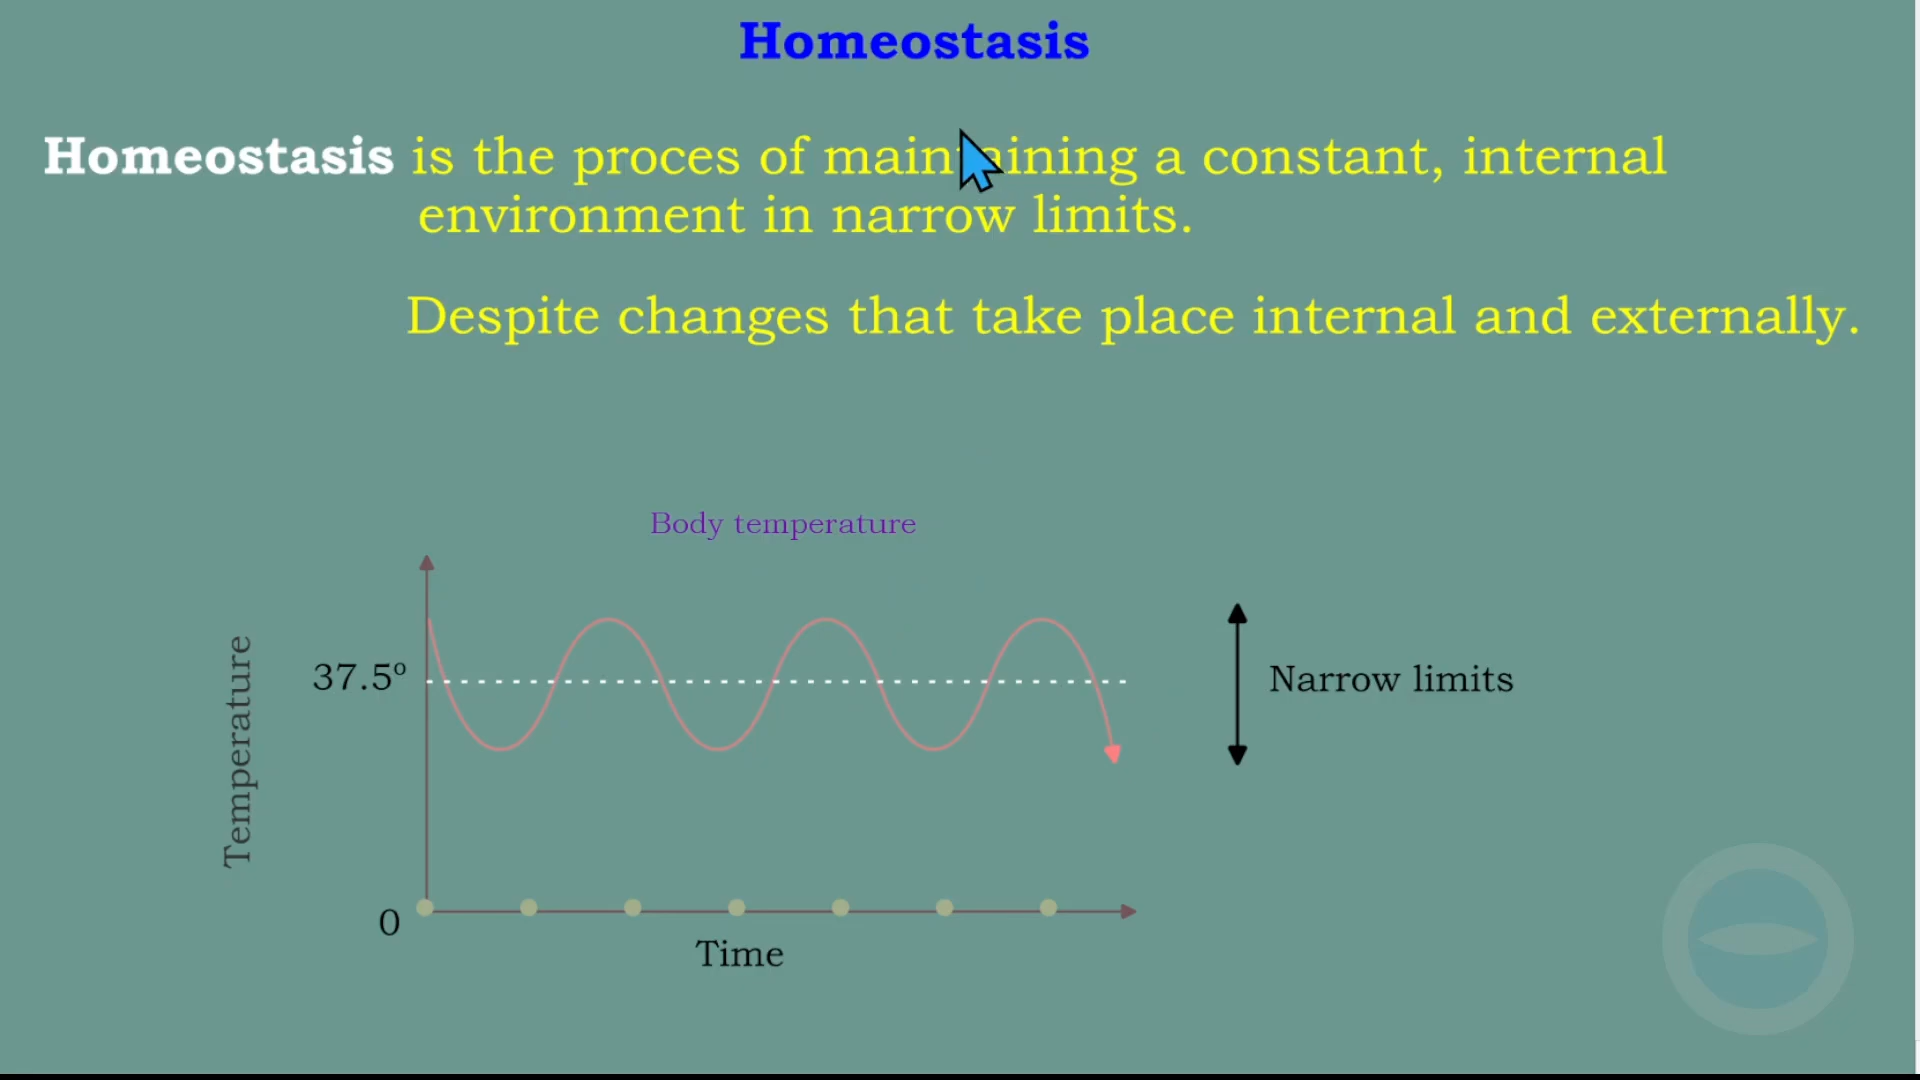 Homeostasis
Homeostasis is the proces of maintaining a constant, internal
environment in narrow limits.
Despite changes that take place internal and externally.
Body temperature
Temperature
37.5º
Narrow limits
0
Time